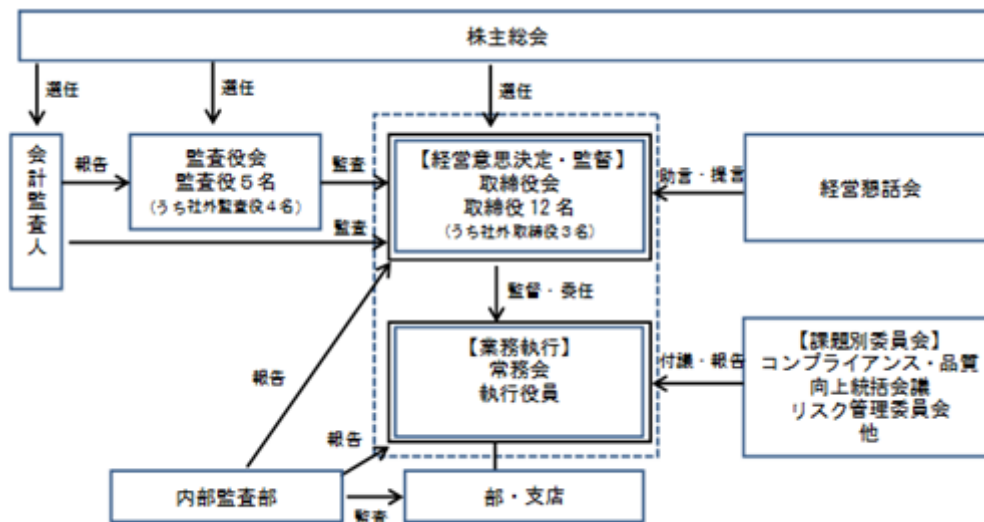 株主総会
選任
選任
選任
会計監査人
報告
監査役会
監査役5名
(うち社外監査役4名)
監査
監査
【経営意思決定・監督】
取締役会
取締役12名
(うち社外取締役3名)
助言・提言
経営懇話会
監督・委任
【業務執行】
常務会
執行役員
付議・報告
【課題別委員会】
コンプライアンス・品質
向上統括会議
リスク管理委員会
他
報告
報告
内部監査部
監査
部・支店